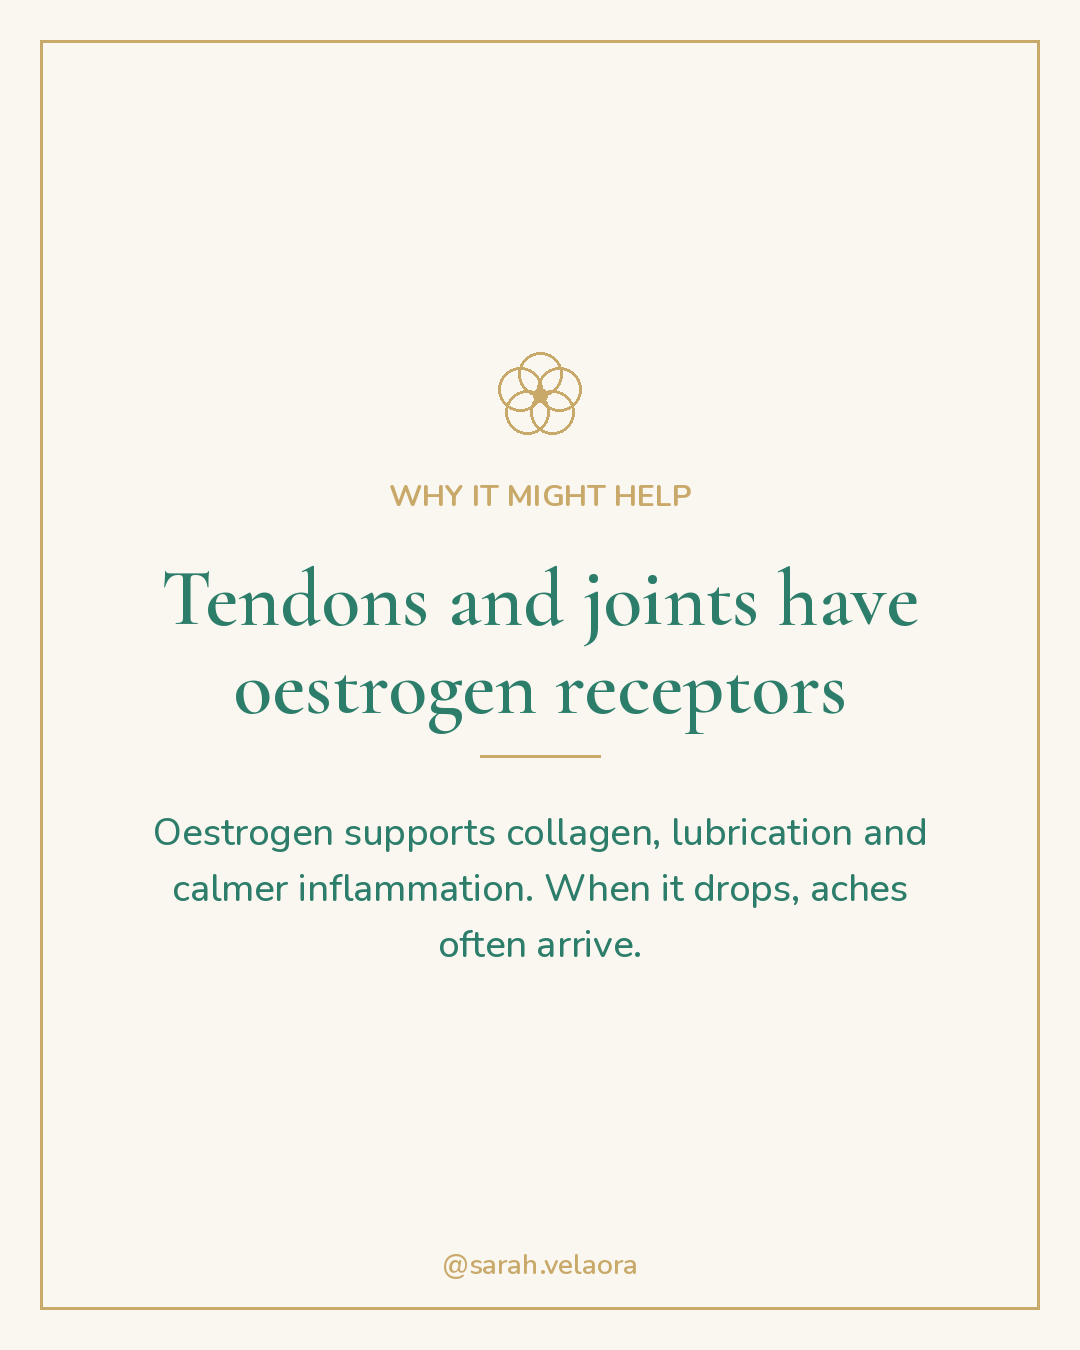 WHY IT MIGHT HELP
Tendons and joints have
oestrogen receptors
Oestrogen supports collagen, lubrication and
calmer inflammation. When it drops, aches
often arrive.
@sarah.velaora